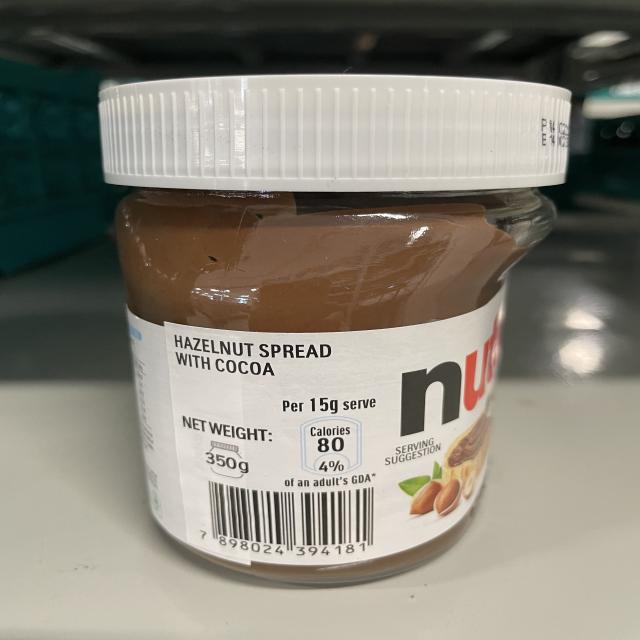 HAZELNUT SPREAD
WITH COCOA
Per 15g serve
NET WEIGHT:
350g
Calories
80
4%
of an adult's GDA*
nut
SERVING
SUGGESTION
7 898024 394181